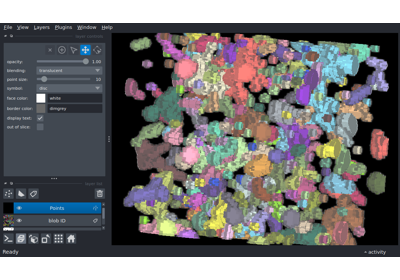 File View Layers Plugins Window Help
opacity: 1.00
blending: translucent
point size: 10
symbol: disc
face color: white
border color: dimgrey
display text:
out of slice:
Points
blob ID
Ready
activity